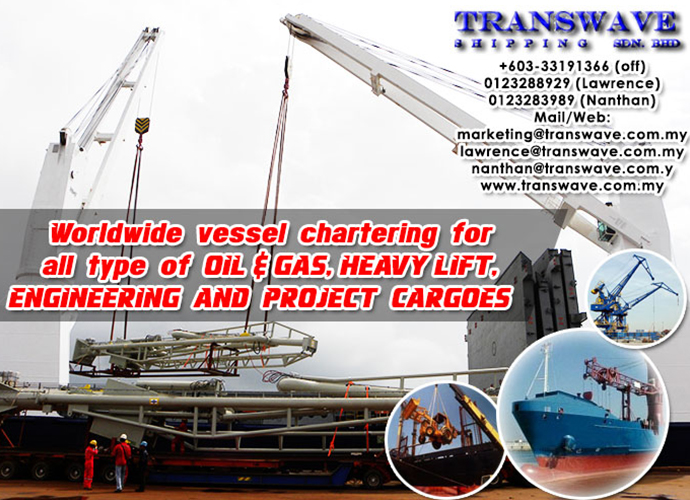 TRANSWAVE
SHIPPING SDN. BHD
+603-33191366 (off)
0123288929 (Lawrence)
0123283989 (Nanthan)
Mail/Web:
marketing@transwave.com.my
lawrence@transwave.com.my
nanthan@transwave.com.y
www.transwave.com.my
Worldwide vessel chartering for
all type of OIL & GAS, HEAVY LIFT,
ENGINEERING AND PROJECT CARGOES